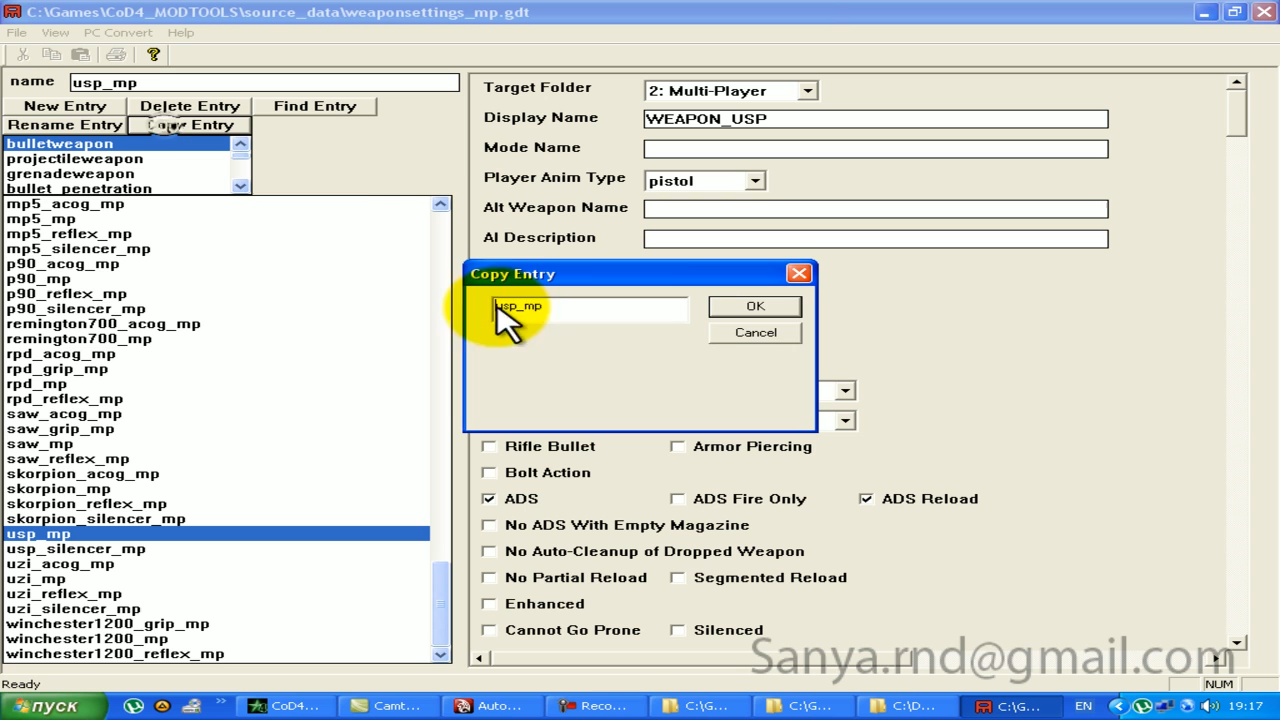 C:\Games\CoD4_MODTOOLS\source_data\weaponsettings_mp.gdt
File View PC Convert Help
name usp_mp
New Entry Delete Entry Find Entry
Rename Entry Copy Entry
bulletweapon
projectileweapon
grenadeweapon
bullet_penetration
mp5_acog_mp
mp5_mp
mp5_reflex_mp
mp5_silencer_mp
p90_acog_mp
p90_mp
p90_reflex_mp
p90_silencer_mp
remington700_acog_mp
remington700_mp
rpd_acog_mp
rpd_grip_mp
rpd_mp
rpd_reflex_mp
saw_acog_mp
saw_grip_mp
saw_mp
saw_reflex_mp
skorpion_acog_mp
skorpion_mp
skorpion_reflex_mp
skorpion_silencer_mp
usp_mp
usp_silencer_mp
uzi_acog_mp
uzi_mp
uzi_reflex_mp
uzi_silencer_mp
winchester1200_grip_mp
winchester1200_mp
winchester1200_reflex_mp
Target Folder 2: Multi-Player
Display Name WEAPON_USP
Mode Name
Player Anim Type pistol
Alt Weapon Name
AI Description
Copy Entry
usp_mp OK
Cancel
Rifle Bullet Armor Piercing
Bolt Action
ADS ADS Fire Only ADS Reload
No ADS With Empty Magazine
No Auto-Cleanup of Dropped Weapon
No Partial Reload Segmented Reload
Enhanced
Cannot Go Prone Silenced
Sanya.rnd@gmail.com
Ready NUM
пуск CoD4... Camt... Auto... Reco... C:\G... C:\G... C:\D... C:\G... EN 19:17